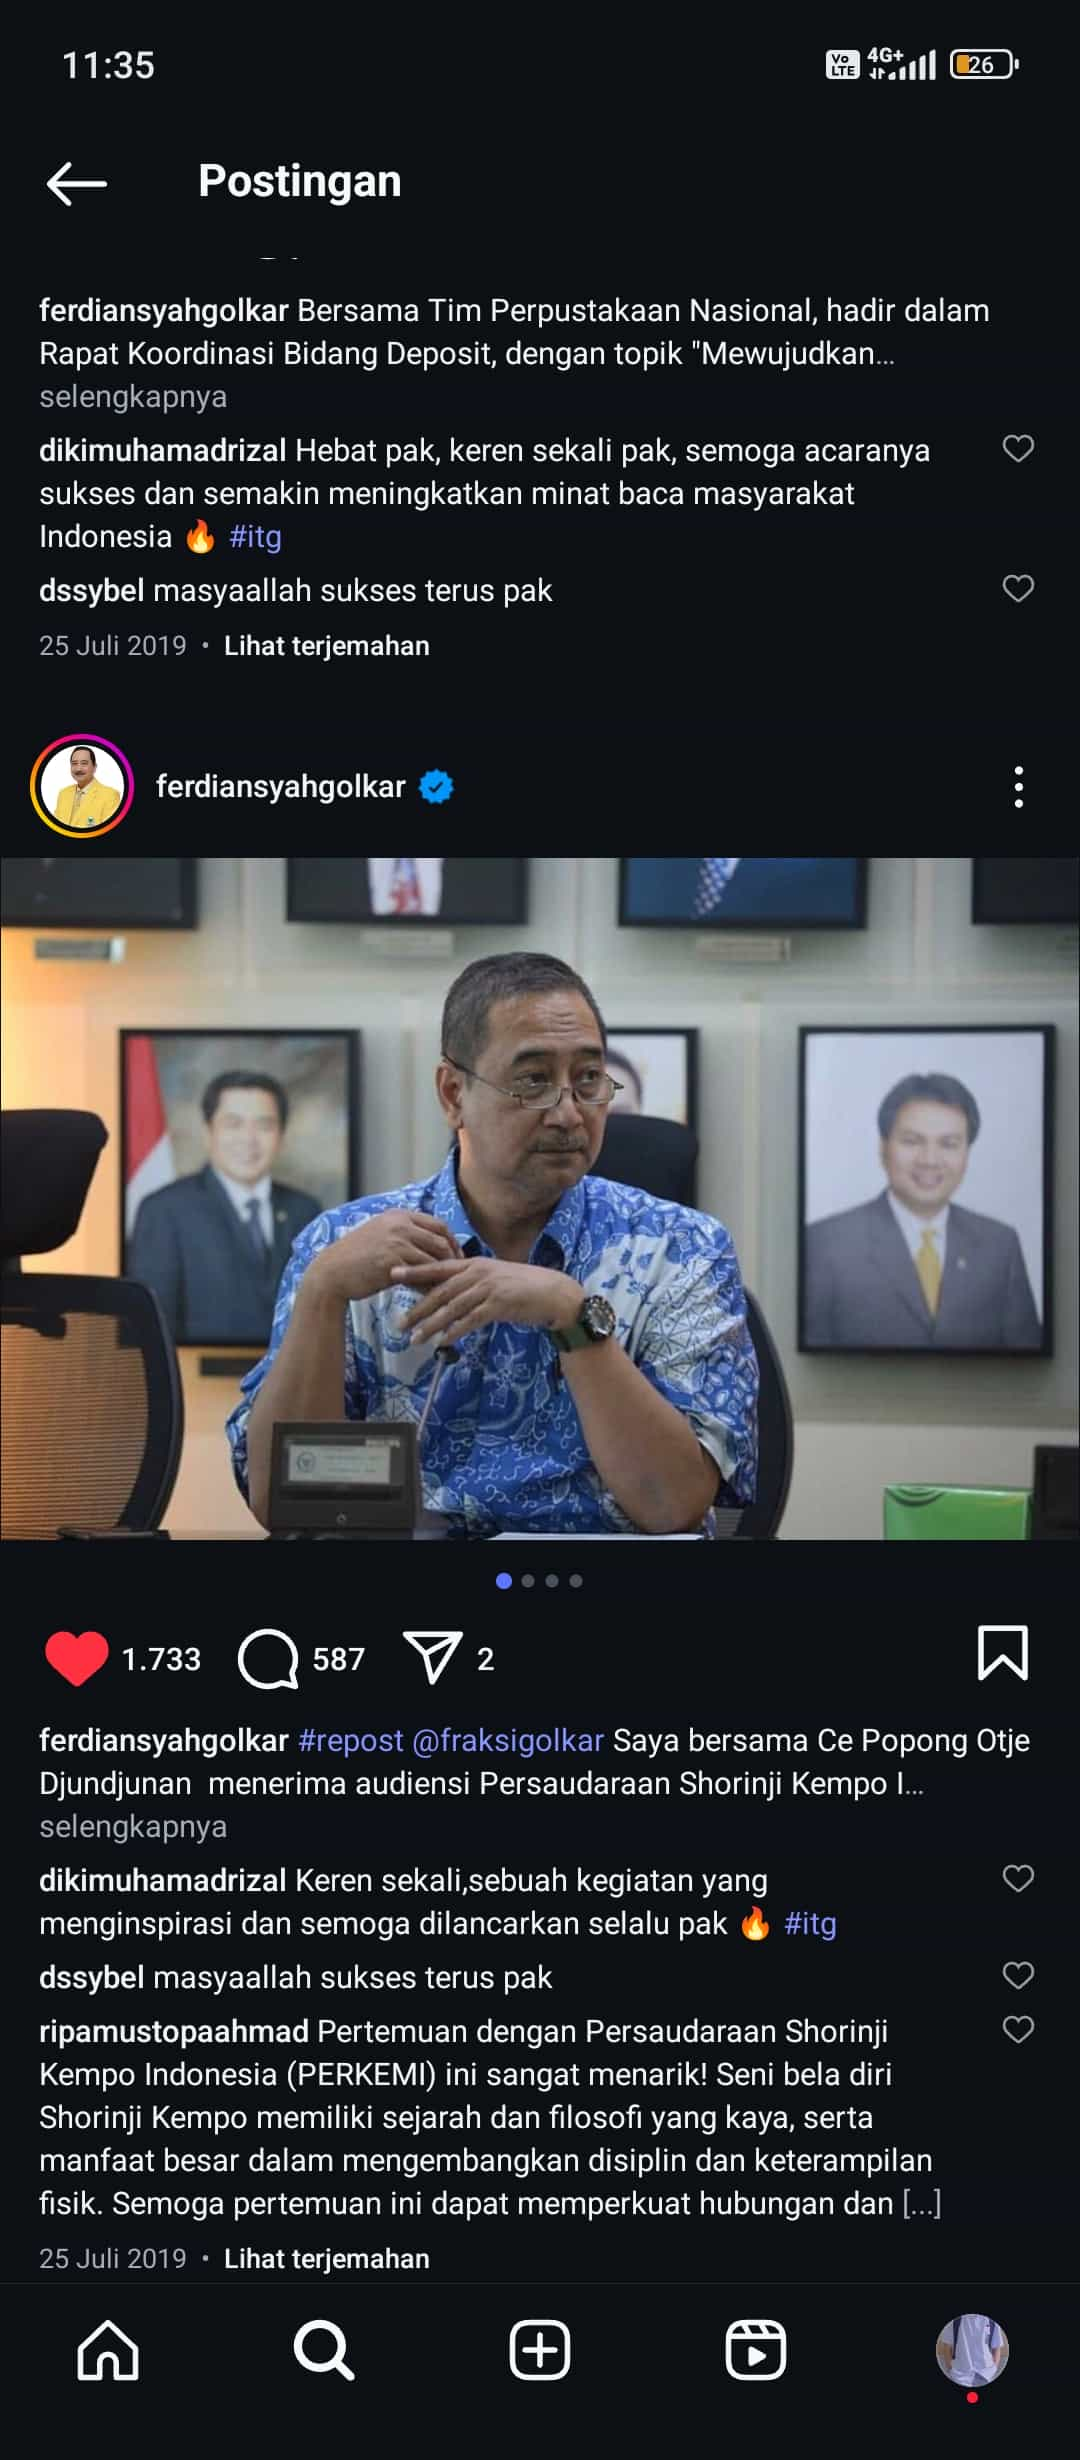 11:35
Vo LTE 4G+ 26
Postingan
ferdiansyahgolkar Bersama Tim Perpustakaan Nasional, hadir dalam
Rapat Koordinasi Bidang Deposit, dengan topik "Mewujudkan...
selengkapnya
dikimuhamadrizal Hebat pak, keren sekali pak, semoga acaranya
sukses dan semakin meningkatkan minat baca masyarakat
Indonesia 🔥 #itg
dssybel masyaallah sukses terus pak
25 Juli 2019 • Lihat terjemahan
ferdiansyahgolkar
1.733 587 2
ferdiansyahgolkar #repost @fraksigolkar Saya bersama Ce Popong Otje
Djundjunan  menerima audiensi Persaudaraan Shorinji Kempo I...
selengkapnya
dikimuhamadrizal Keren sekali,sebuah kegiatan yang
menginspirasi dan semoga dilancarkan selalu pak 🔥 #itg
dssybel masyaallah sukses terus pak
ripamustopaahmad Pertemuan dengan Persaudaraan Shorinji
Kempo Indonesia (PERKEMI) ini sangat menarik! Seni bela diri
Shorinji Kempo memiliki sejarah dan filosofi yang kaya, serta
manfaat besar dalam mengembangkan disiplin dan keterampilan
fisik. Semoga pertemuan ini dapat memperkuat hubungan dan [...]
25 Juli 2019 • Lihat terjemahan